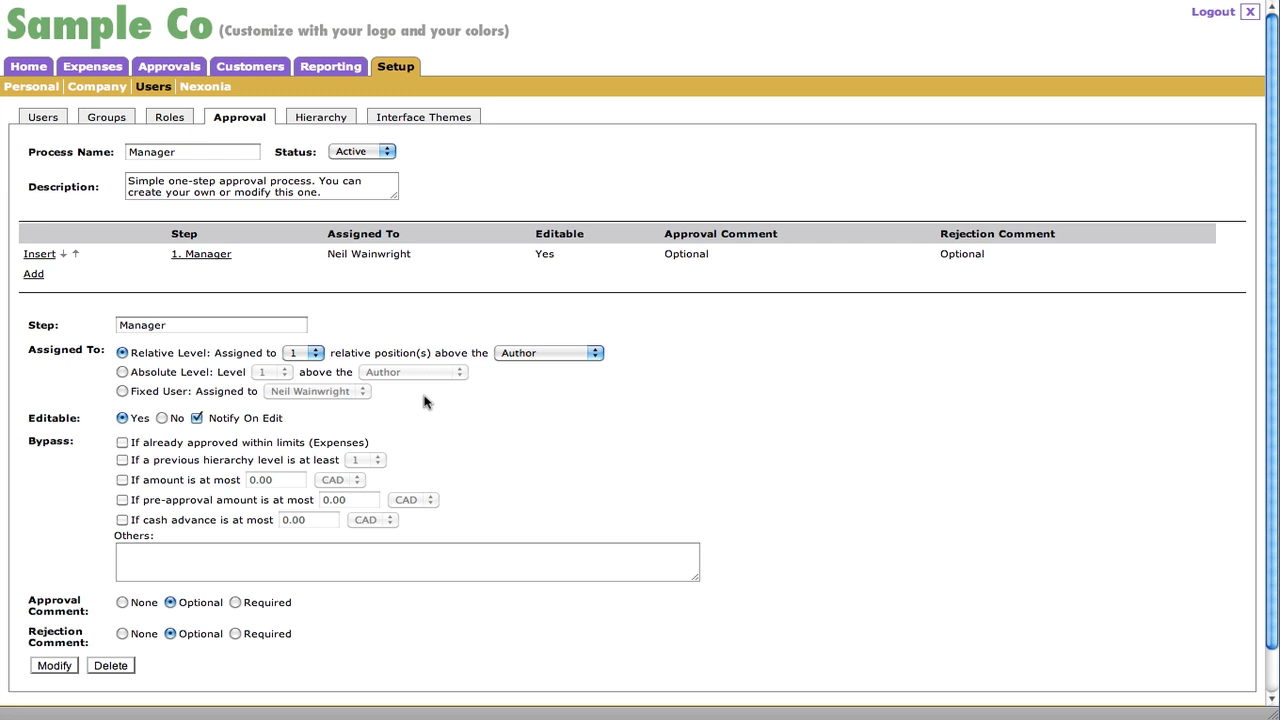 Sample Co (Customize with your logo and your colors)
Logout X
Home Expenses Approvals Customers Reporting Setup
Personal Company Users Nexonia
Users Groups Roles Approval Hierarchy Interface Themes
Process Name: Manager Status: Active
Description: Simple one-step approval process. You can
create your own or modify this one.
Step Assigned To Editable Approval Comment Rejection Comment
Insert ↓ ↑ 1. Manager Neil Wainwright Yes Optional Optional
Add
Step: Manager
Assigned To: Relative Level: Assigned to 1 relative position(s) above the Author
Absolute Level: Level 1 above the Author
Fixed User: Assigned to Neil Wainwright
Editable: Yes No Notify On Edit
Bypass: If already approved within limits (Expenses)
If a previous hierarchy level is at least 1
If amount is at most 0.00 CAD
If pre-approval amount is at most 0.00 CAD
If cash advance is at most 0.00 CAD
Others:
Approval
Comment: None Optional Required
Rejection
Comment: None Optional Required
Modify Delete